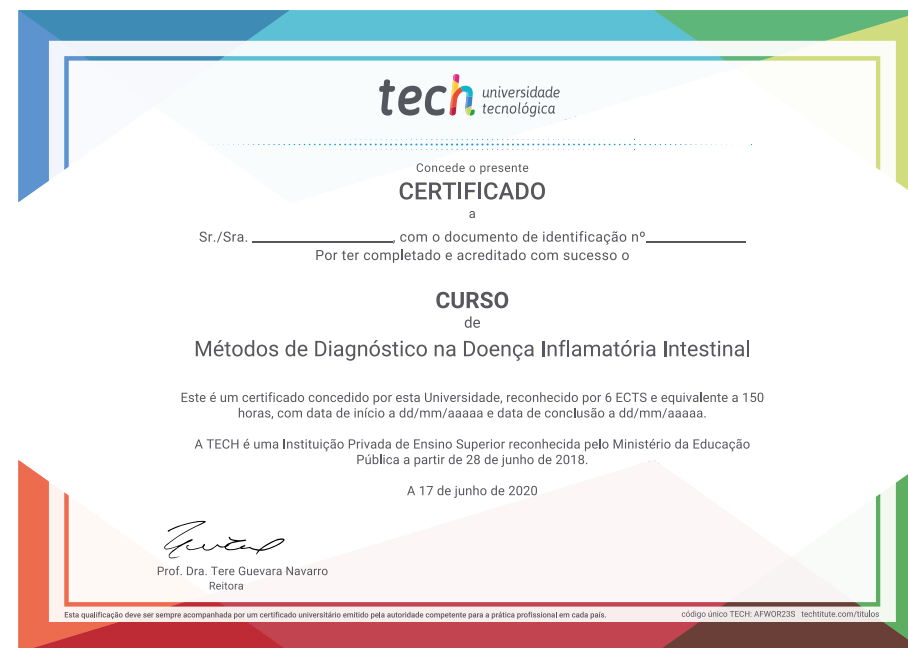 tech universidade
tecnológica
Concede o presente
CERTIFICADO
a
Sr./Sra. , com o documento de identificação nº
Por ter completado e acreditado com sucesso o
CURSO
de
Métodos de Diagnóstico na Doença Inflamatória Intestinal
Este é um certificado concedido por esta Universidade, reconhecido por 6 ECTS e equivalente a 150
horas, com data de início a dd/mm/aaaaa e data de conclusão a dd/mm/aaaaa.
A TECH é uma Instituição Privada de Ensino Superior reconhecida pelo Ministério da Educação
Pública a partir de 28 de junho de 2018.
A 17 de junho de 2020
Prof. Dra. Tere Guevara Navarro
Reitora
Esta qualificação deve ser sempre acompanhada por um certificado universitário emitido pela autoridade competente para a prática profissional em cada país.
código único TECH: AFWOR23S techtitute.com/titulos